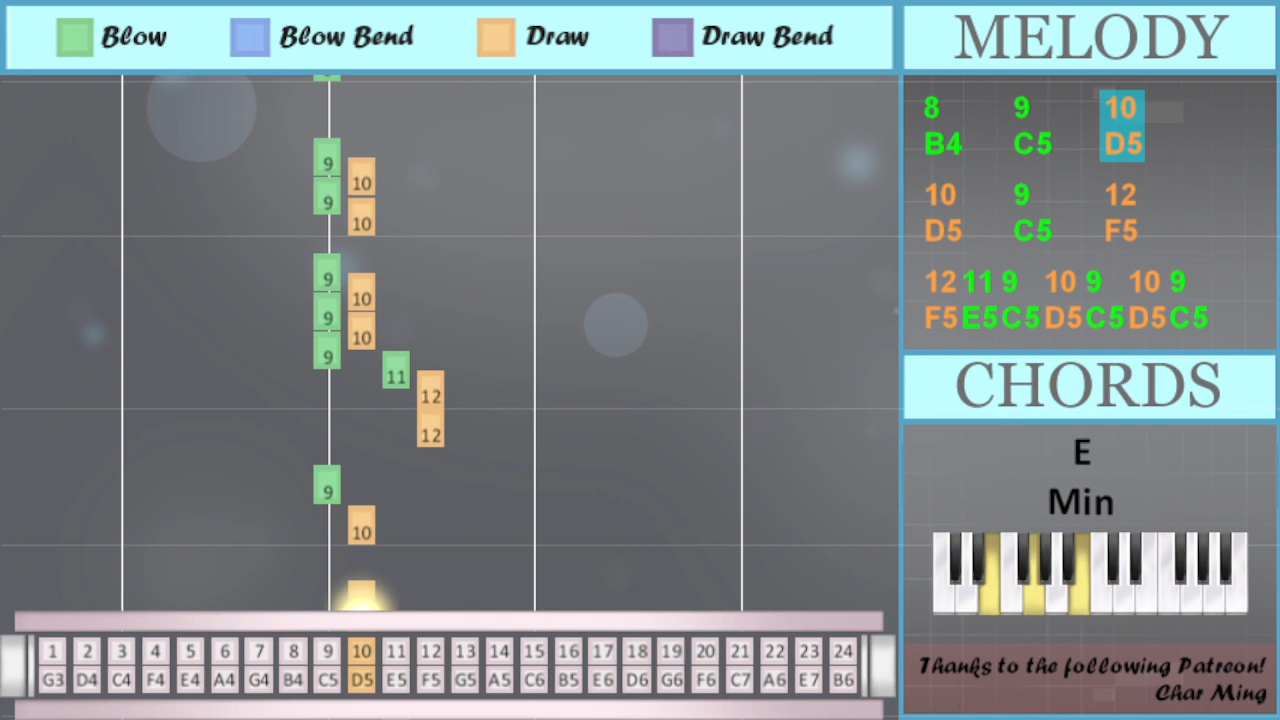 Blow Blow Bend Draw Draw Bend
MELODY
8 9 10
B4 C5 D5
10 9 12
D5 C5 F5
12 11 9 10 9 10 9
F5 E5 C5 D5 C5 D5 C5
CHORDS
E
Min
Thanks to the following Patreon!
Char Ming
9
10
9
10
9
10
9
10
9
11
12
12
9
10
1 2 3 4 5 6 7 8 9 10 11 12 13 14 15 16 17 18 19 20 21 22 23 24
G3 D4 C4 F4 E4 A4 G4 B4 C5 D5 E5 F5 G5 A5 C6 B5 E6 D6 G6 F6 C7 A6 E7 B6